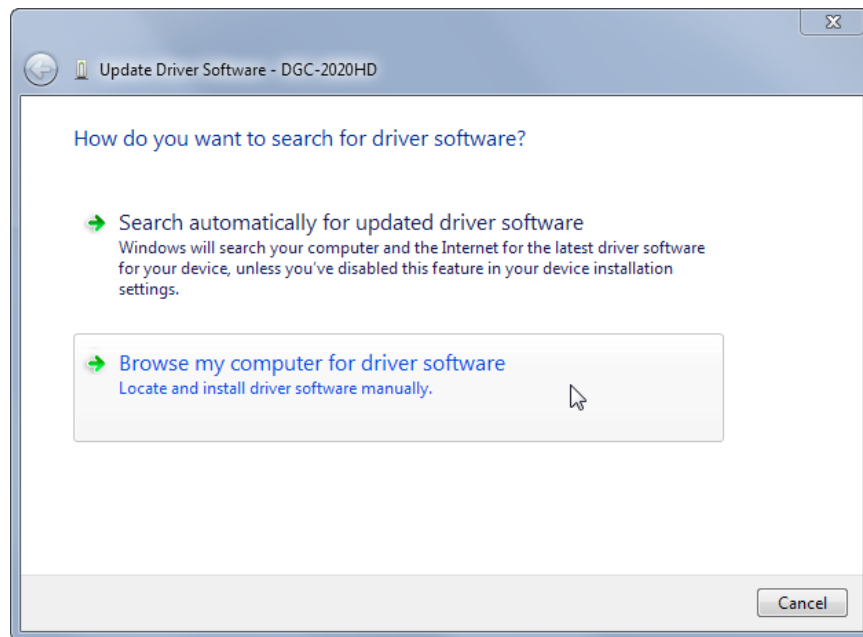 Update Driver Software - DGC-2020HD
How do you want to search for driver software?
Search automatically for updated driver software
Windows will search your computer and the Internet for the latest driver software
for your device, unless you've disabled this feature in your device installation
settings.
Browse my computer for driver software
Locate and install driver software manually.
Cancel